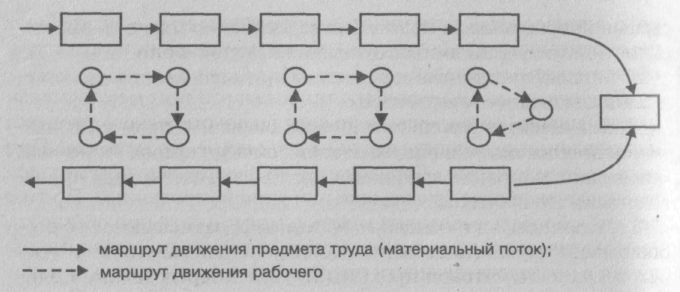 маршрут движения предмета труда (материальный поток);
маршрут движения рабочего